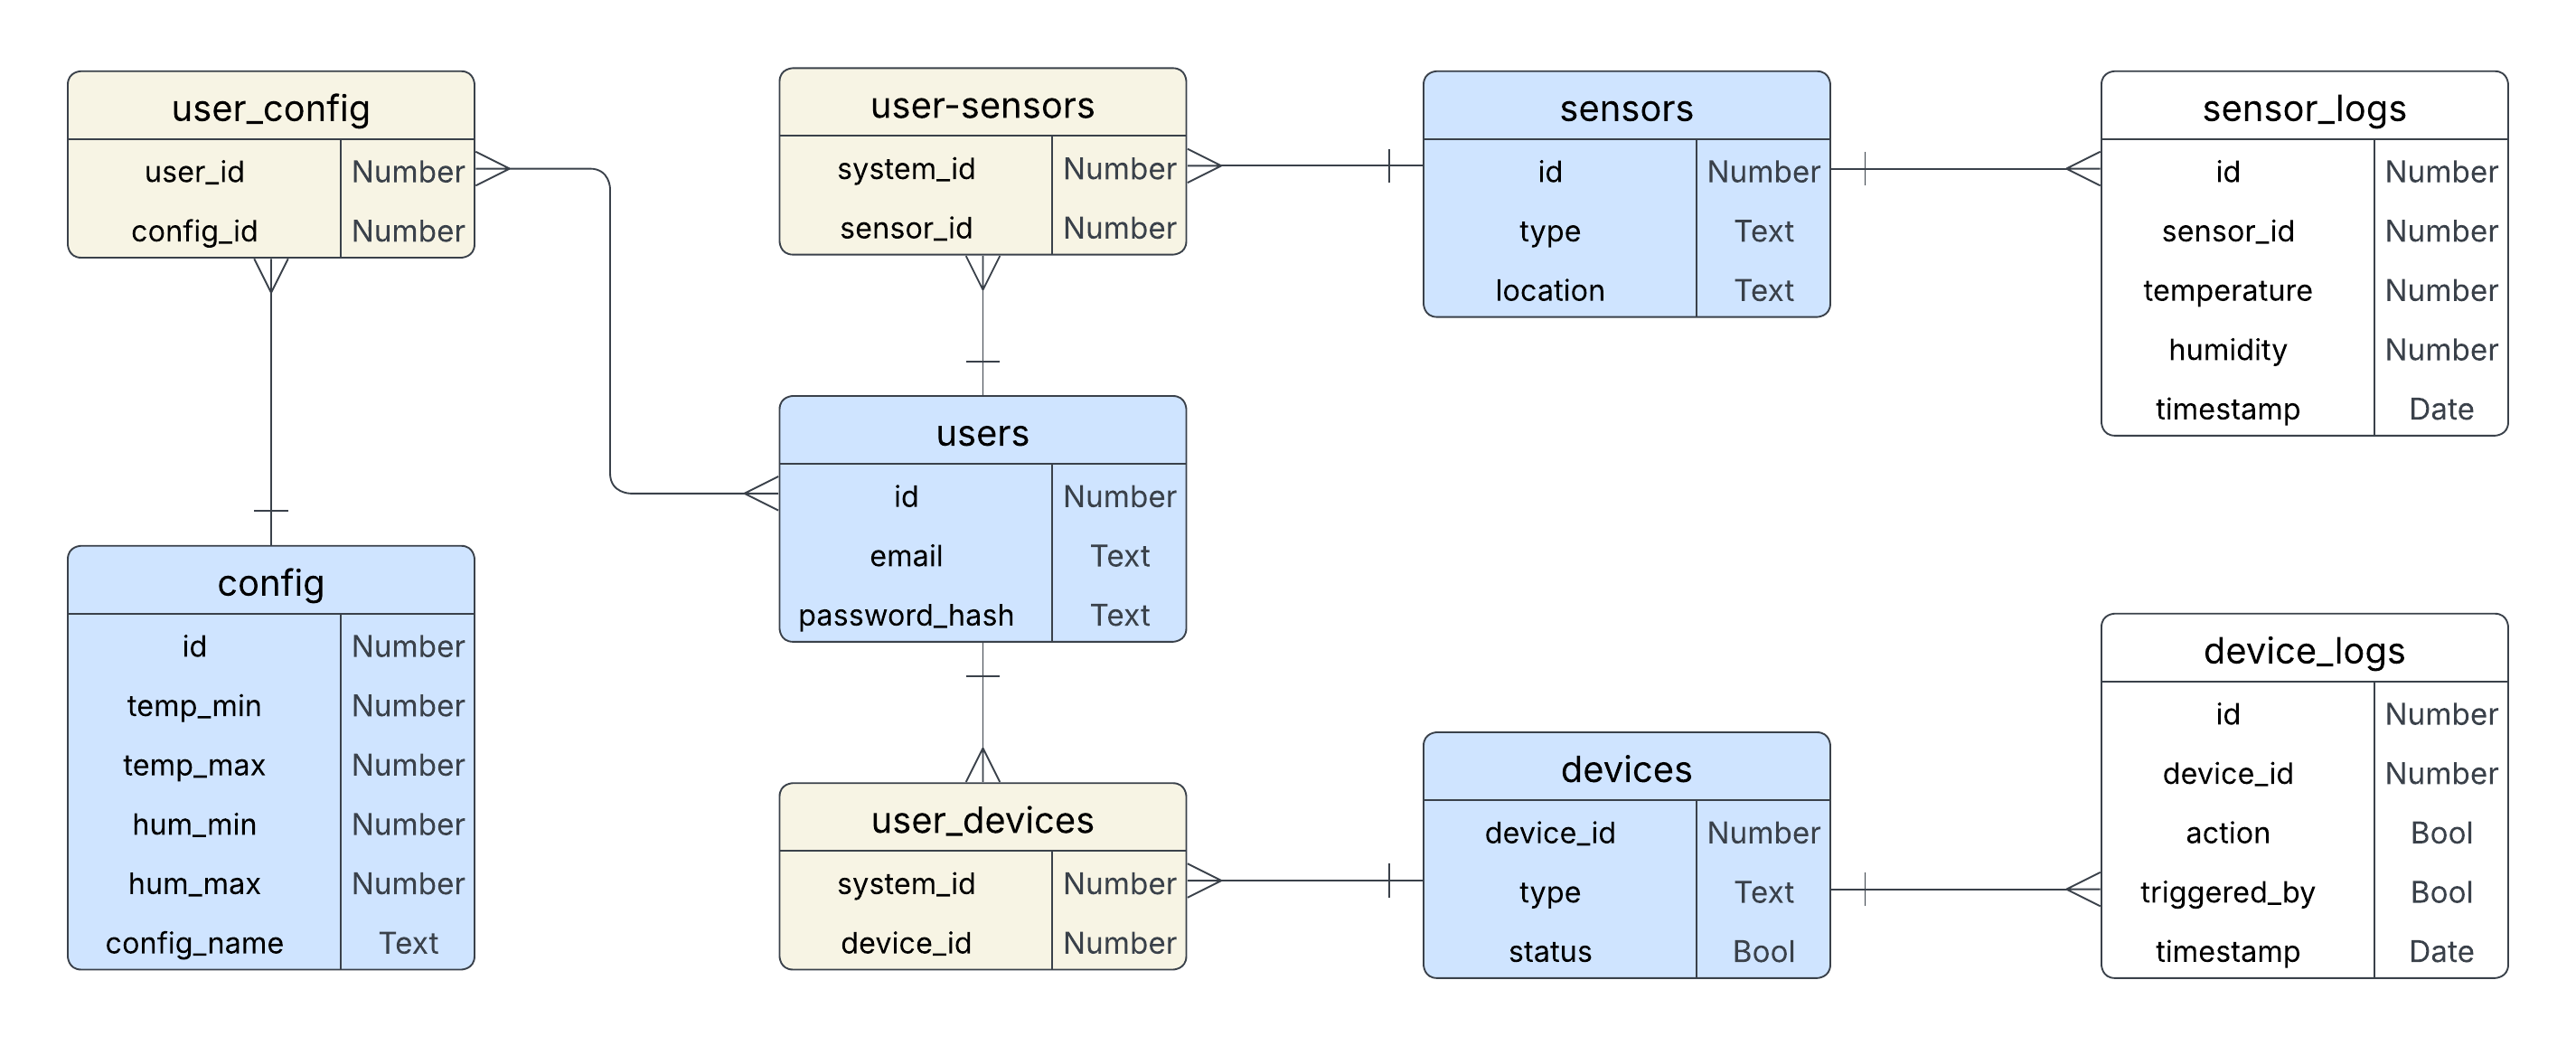 user_config
user_id Number
config_id Number
user-sensors
system_id Number
sensor_id Number
sensors
id Number
type Text
location Text
sensor_logs
id Number
sensor_id Number
temperature Number
humidity Number
timestamp Date
users
id Number
email Text
password_hash Text
config
id Number
temp_min Number
temp_max Number
hum_min Number
hum_max Number
config_name Text
user_devices
system_id Number
device_id Number
devices
device_id Number
type Text
status Bool
device_logs
id Number
device_id Number
action Bool
triggered_by Bool
timestamp Date